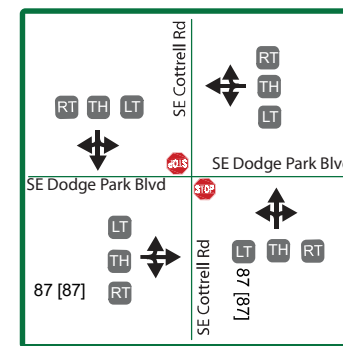 SE Cottrell Rd
RT
TH
LT
RT TH LT
STOP
SE Dodge Park Blvd
SE Dodge Park Blv
STOP
LT
TH
RT
87 [87]
SE Cottrell Rd
LT TH RT
87 [87]